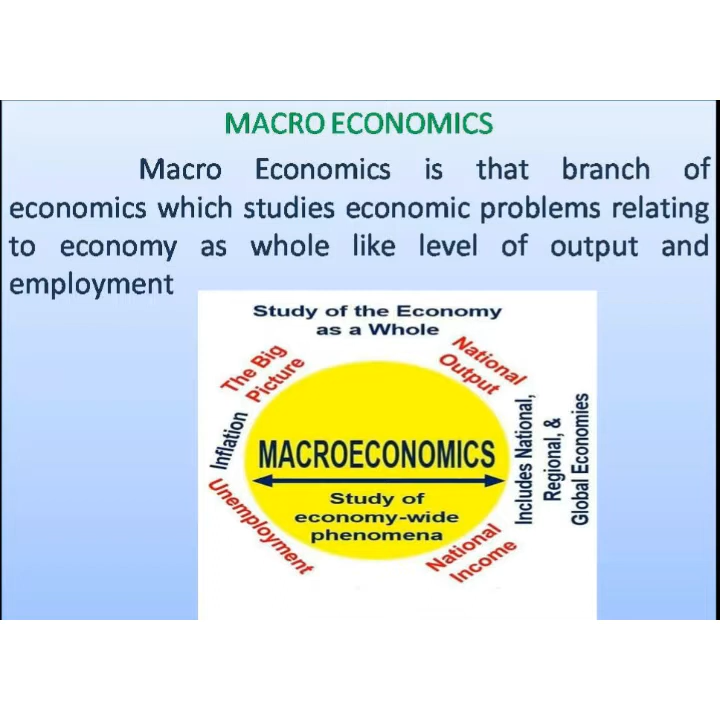 MACRO ECONOMICS
Macro Economics is that branch of
economics which studies economic problems relating
to economy as whole like level of output and
employment
Study of the Economy
as a Whole
The Big
Picture
National
Output
Inflation
MACROECONOMICS
Includes National,
Regional, &
Global Economies
Study of
economy-wide
phenomena
Unemployment
National
Income